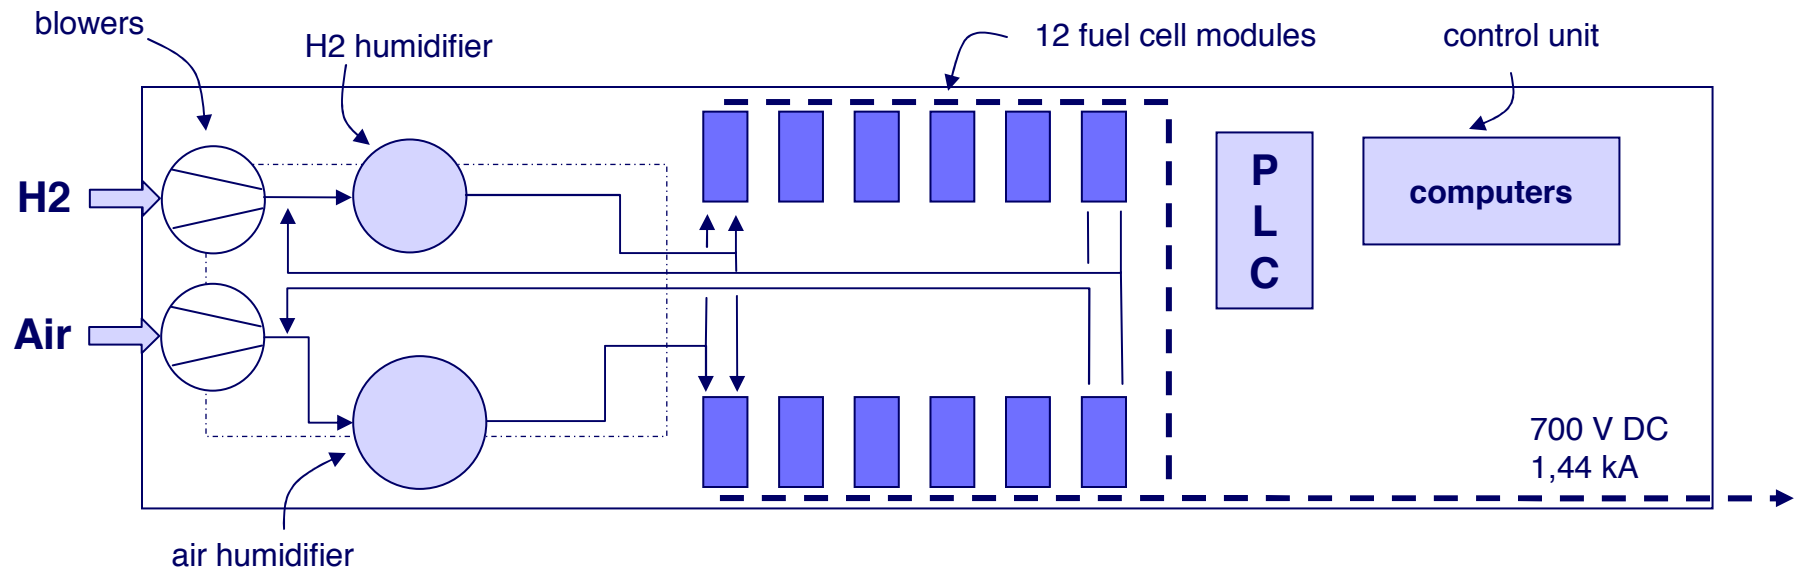 blowers
H2 humidifier
12 fuel cell modules
control unit
H2
P
L
C
computers
Air
700 V DC
1,44 kA
air humidifier